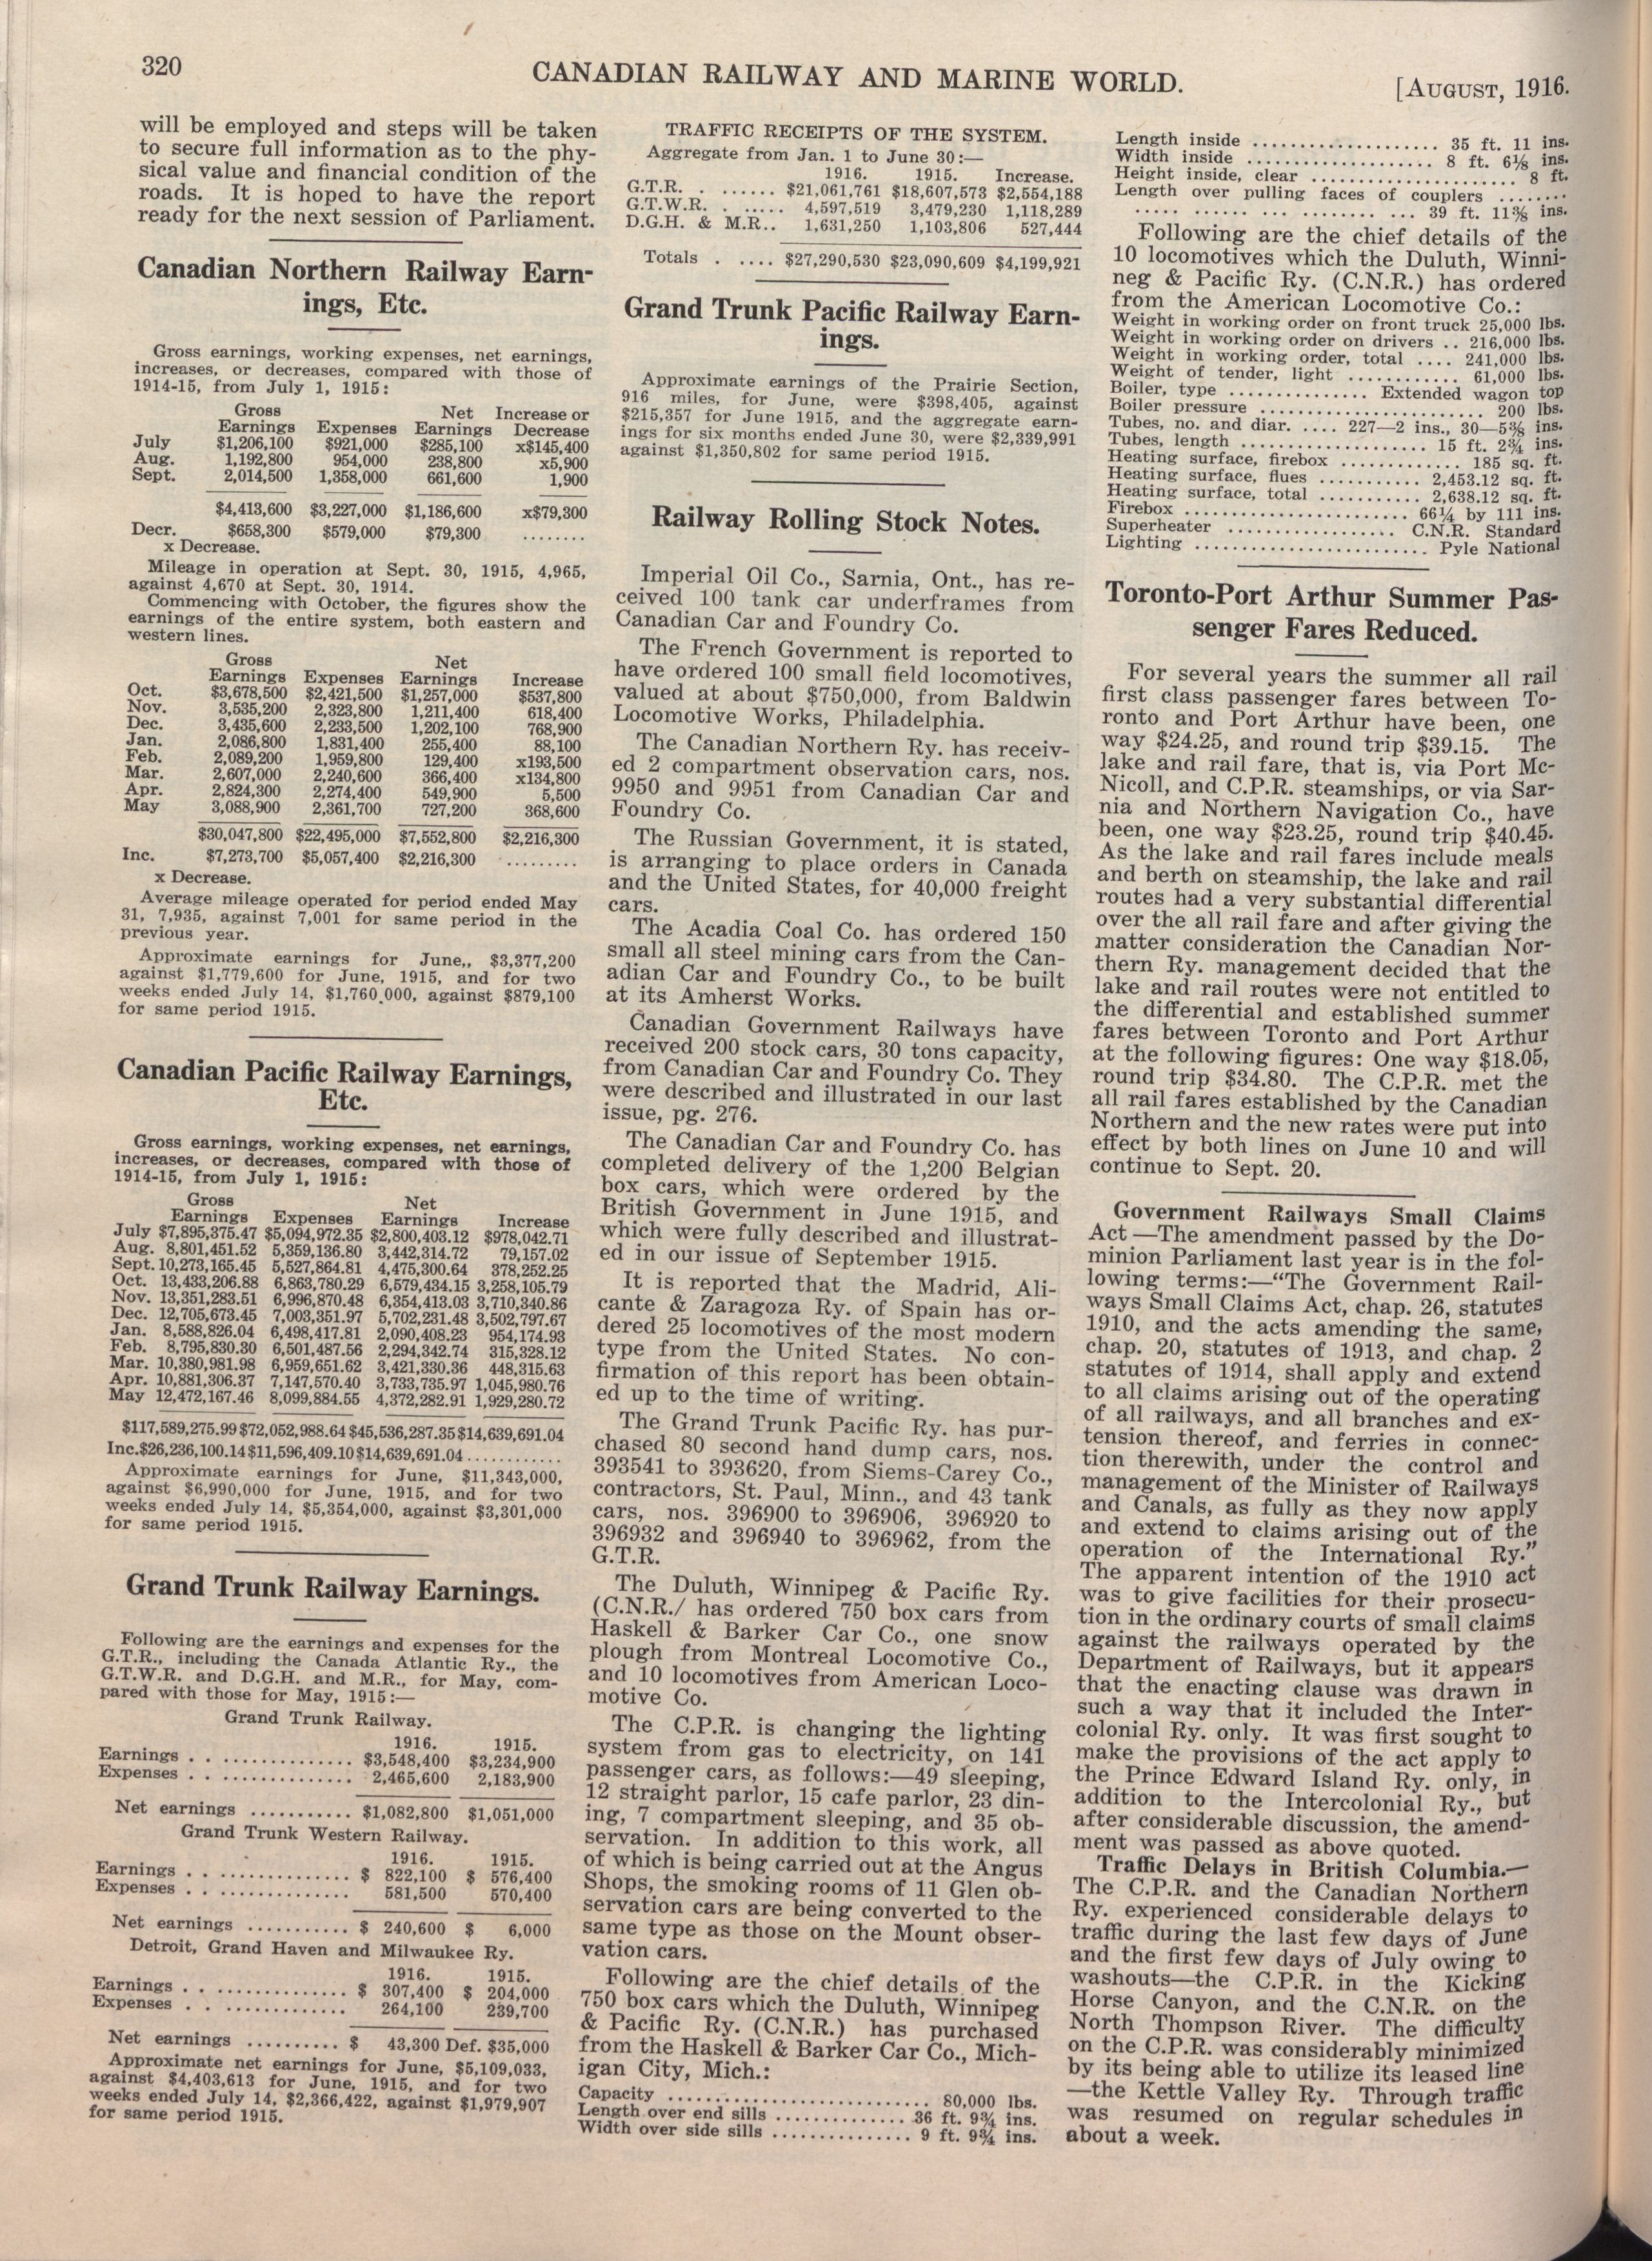 320
CANADIAN RAILWAY AND MARINE WORLD.
[AUGUST, 1916.
will be employed and steps will be taken
to secure full information as to the phy-
sical value and financial condition of the
roads. It is hoped to have the report
ready for the next session of Parliament.
Canadian Northern Railway Earn-
ings, Etc.
Gross earnings, working expenses, net earnings,
increases, or decreases, compared with those of
1914-15, from July 1, 1915:
Gross Net Increase or
Earnings Expenses Earnings Decrease
July $1,206,100 $921,000 $285,100 x$145,400
Aug. 1,192,800 954,000 238,800 x5,900
Sept. 2,014,500 1,358,000 661,600 1,900
$4,413,600 $3,227,000 $1,186,600 x$79,300
Decr. $658,300 $579,000 $79,300 ........
x Decrease.
Mileage in operation at Sept. 30, 1915, 4,965,
against 4,670 at Sept. 30, 1914.
Commencing with October, the figures show the
earnings of the entire system, both eastern and
western lines.
Gross Net
Earnings Expenses Earnings Increase
Oct. $3,678,500 $2,421,500 $1,257,000 $537,800
Nov. 3,535,200 2,323,800 1,211,400 618,400
Dec. 3,435,600 2,233,500 1,202,100 768,900
Jan. 2,086,800 1,831,400 255,400 88,100
Feb. 2,089,200 1,959,800 129,400 x193,500
Mar. 2,607,000 2,240,600 366,400 x134,800
Apr. 2,824,300 2,274,400 549,900 5,500
May 3,088,900 2,361,700 727,200 368,600
$30,047,800 $22,495,000 $7,552,800 $2,216,300
Inc. $7,273,700 $5,057,400 $2,216,300 .........
x Decrease.
Average mileage operated for period ended May
31, 7,935, against 7,001 for same period in the
previous year.
Approximate earnings for June,, $3,377,200
against $1,779,600 for June, 1915, and for two
weeks ended July 14, $1,760,000, against $879,100
for same period 1915.
Canadian Pacific Railway Earnings,
Etc.
Gross earnings, working expenses, net earnings,
increases, or decreases, compared with those of
1914-15, from July 1, 1915:
Gross Net
Earnings Expenses Earnings Increase
July $7,895,375.47 $5,094,972.35 $2,800,403.12 $978,042.71
Aug. 8,801,451.52 5,359,136.80 3,442,314.72 79,157.02
Sept. 10,273,165.45 5,527,864.81 4,475,300.64 378,252.25
Oct. 13,433,206.88 6,863,780.29 6,579,434.15 3,258,105.79
Nov. 13,351,283.51 6,996,870.48 6,354,413.03 3,710,340.86
Dec. 12,705,673.45 7,003,351.97 5,702,231.48 3,502,797.67
Jan. 8,588,826.04 6,498,417.81 2,090,408.23 954,174.93
Feb. 8,795,830.30 6,501,487.56 2,294,342.74 315,328.12
Mar. 10,380,981.98 6,959,651.62 3,421,330.36 448,315.63
Apr. 10,881,306.37 7,147,570.40 3,733,735.97 1,045,980.76
May 12,472,167.46 8,099,884.55 4,372,282.91 1,929,280.72
$117,589,275.99 $72,052,988.64 $45,536,287.35 $14,639,691.04
Inc. $26,236,100.14 $11,596,409.10 $14,639,691.04 ............
Approximate earnings for June, $11,343,000,
against $6,990,000 for June, 1915, and for two
weeks ended July 14, $5,354,000, against $3,301,000
for same period 1915.
Grand Trunk Railway Earnings.
Following are the earnings and expenses for the
G.T.R., including the Canada Atlantic Ry., the
G.T.W.R. and D.G.H. and M.R., for May, com-
pared with those for May, 1915:—
Grand Trunk Railway.
1916. 1915.
Earnings . . .............. $3,548,400 $3,234,900
Expenses . . .............. 2,465,600 2,183,900
Net earnings ........... $1,082,800 $1,051,000
Grand Trunk Western Railway.
1916. 1915.
Earnings . . .............. $ 822,100 $ 576,400
Expenses . . .............. 581,500 570,400
Net earnings ........... $ 240,600 $ 6,000
Detroit, Grand Haven and Milwaukee Ry.
1916. 1915.
Earnings . . .............. $ 307,400 $ 204,000
Expenses . . ............. 264,100 239,700
Net earnings .......... $ 43,300 Def. $35,000
Approximate net earnings for June, $5,109,033,
against $4,403,613 for June, 1915, and for two
weeks ended July 14, $2,366,422, against $1,979,907
for same period 1915.
TRAFFIC RECEIPTS OF THE SYSTEM.
Aggregate from Jan. 1 to June 30:—
1916. 1915. Increase.
G.T.R. . ...... $21,061,761 $18,607,573 $2,554,188
G.T.W.R. . ..... 4,597,519 3,479,230 1,118,289
D.G.H. & M.R.. 1,631,250 1,103,806 527,444
Totals . .... $27,290,530 $23,090,609 $4,199,921
Grand Trunk Pacific Railway Earn-
ings.
Approximate earnings of the Prairie Section,
916 miles, for June, were $398,405, against
$215,357 for June 1915, and the aggregate earn-
ings for six months ended June 30, were $2,339,991
against $1,350,802 for same period 1915.
Railway Rolling Stock Notes.
Imperial Oil Co., Sarnia, Ont., has re-
ceived 100 tank car underframes from
Canadian Car and Foundry Co.
The French Government is reported to
have ordered 100 small field locomotives,
valued at about $750,000, from Baldwin
Locomotive Works, Philadelphia.
The Canadian Northern Ry. has receiv-
ed 2 compartment observation cars, nos.
9950 and 9951 from Canadian Car and
Foundry Co.
The Russian Government, it is stated,
is arranging to place orders in Canada
and the United States, for 40,000 freight
cars.
The Acadia Coal Co. has ordered 150
small all steel mining cars from the Can-
adian Car and Foundry Co., to be built
at its Amherst Works.
Canadian Government Railways have
received 200 stock cars, 30 tons capacity,
from Canadian Car and Foundry Co. They
were described and illustrated in our last
issue, pg. 276.
The Canadian Car and Foundry Co. has
completed delivery of the 1,200 Belgian
box cars, which were ordered by the
British Government in June 1915, and
which were fully described and illustrat-
ed in our issue of September 1915.
It is reported that the Madrid, Ali-
cante & Zaragoza Ry. of Spain has or-
dered 25 locomotives of the most modern
type from the United States. No con-
firmation of this report has been obtain-
ed up to the time of writing.
The Grand Trunk Pacific Ry. has pur-
chased 80 second hand dump cars, nos.
393541 to 393620, from Siems-Carey Co.,
contractors, St. Paul, Minn., and 43 tank
cars, nos. 396900 to 396906, 396920 to
396932 and 396940 to 396962, from the
G.T.R.
The Duluth, Winnipeg & Pacific Ry.
(C.N.R./ has ordered 750 box cars from
Haskell & Barker Car Co., one snow
plough from Montreal Locomotive Co.,
and 10 locomotives from American Loco-
motive Co.
The C.P.R. is changing the lighting
system from gas to electricity, on 141
passenger cars, as follows:—49 sleeping,
12 straight parlor, 15 cafe parlor, 23 din-
ing, 7 compartment sleeping, and 35 ob-
servation. In addition to this work, all
of which is being carried out at the Angus
Shops, the smoking rooms of 11 Glen ob-
servation cars are being converted to the
same type as those on the Mount obser-
vation cars.
Following are the chief details of the
750 box cars which the Duluth, Winnipeg
& Pacific Ry. (C.N.R.) has purchased
from the Haskell & Barker Car Co., Mich-
igan City, Mich.:
Capacity ............................ 80,000 lbs.
Length over end sills .............. 36 ft. 9¾ ins.
Width over side sills ............... 9 ft. 9¾ ins.
Length inside ................... 35 ft. 11 ins.
Width inside ................... 8 ft. 6⅛ ins.
Height inside, clear ..................... 8 ft.
Length over pulling faces of couplers ........
..... ...... ... ......... ... 39 ft. 11⅜ ins.
Following are the chief details of the
10 locomotives which the Duluth, Winni-
neg & Pacific Ry. (C.N.R.) has ordered
from the American Locomotive Co.:
Weight in working order on front truck 25,000 lbs.
Weight in working order on drivers .. 216,000 lbs.
Weight in working order, total .... 241,000 lbs.
Weight of tender, light ............ 61,000 lbs.
Boiler, type ............... Extended wagon top
Boiler pressure ....................... 200 lbs.
Tubes, no. and diar. .... 227—2 ins., 30—5⅜ ins.
Tubes, length ................... 15 ft. 2¾ ins.
Heating surface, firebox ............. 185 sq. ft.
Heating surface, flues ........... 2,453.12 sq. ft.
Heating surface, total ........... 2,638.12 sq. ft.
Firebox ....................... 66¼ by 111 ins.
Superheater ................. C.N.R. Standard
Lighting ........................ Pyle National
Toronto-Port Arthur Summer Pas-
senger Fares Reduced.
For several years the summer all rail
first class passenger fares between To-
ronto and Port Arthur have been, one
way $24.25, and round trip $39.15. The
lake and rail fare, that is, via Port Mc-
Nicoll, and C.P.R. steamships, or via Sar-
nia and Northern Navigation Co., have
been, one way $23.25, round trip $40.45.
As the lake and rail fares include meals
and berth on steamship, the lake and rail
routes had a very substantial differential
over the all rail fare and after giving the
matter consideration the Canadian Nor-
thern Ry. management decided that the
lake and rail routes were not entitled to
the differential and established summer
fares between Toronto and Port Arthur
at the following figures: One way $18.05,
round trip $34.80. The C.P.R. met the
all rail fares established by the Canadian
Northern and the new rates were put into
effect by both lines on June 10 and will
continue to Sept. 20.
Government Railways Small Claims
Act—The amendment passed by the Do-
minion Parliament last year is in the fol-
lowing terms:—"The Government Rail-
ways Small Claims Act, chap. 26, statutes
1910, and the acts amending the same,
chap. 20, statutes of 1913, and chap. 2
statutes of 1914, shall apply and extend
to all claims arising out of the operating
of all railways, and all branches and ex-
tension thereof, and ferries in connec-
tion therewith, under the control and
management of the Minister of Railways
and Canals, as fully as they now apply
and extend to claims arising out of the
operation of the International Ry."
The apparent intention of the 1910 act
was to give facilities for their prosecu-
tion in the ordinary courts of small claims
against the railways operated by the
Department of Railways, but it appears
that the enacting clause was drawn in
such a way that it included the Inter-
colonial Ry. only. It was first sought to
make the provisions of the act apply to
the Prince Edward Island Ry. only, in
addition to the Intercolonial Ry., but
after considerable discussion, the amend-
ment was passed as above quoted.
Traffic Delays in British Columbia.—
The C.P.R. and the Canadian Northern
Ry. experienced considerable delays to
traffic during the last few days of June
and the first few days of July owing to
washouts—the C.P.R. in the Kicking
Horse Canyon, and the C.N.R. on the
North Thompson River. The difficulty
on the C.P.R. was considerably minimized
by its being able to utilize its leased line
—the Kettle Valley Ry. Through traffic
was resumed on regular schedules in
about a week.